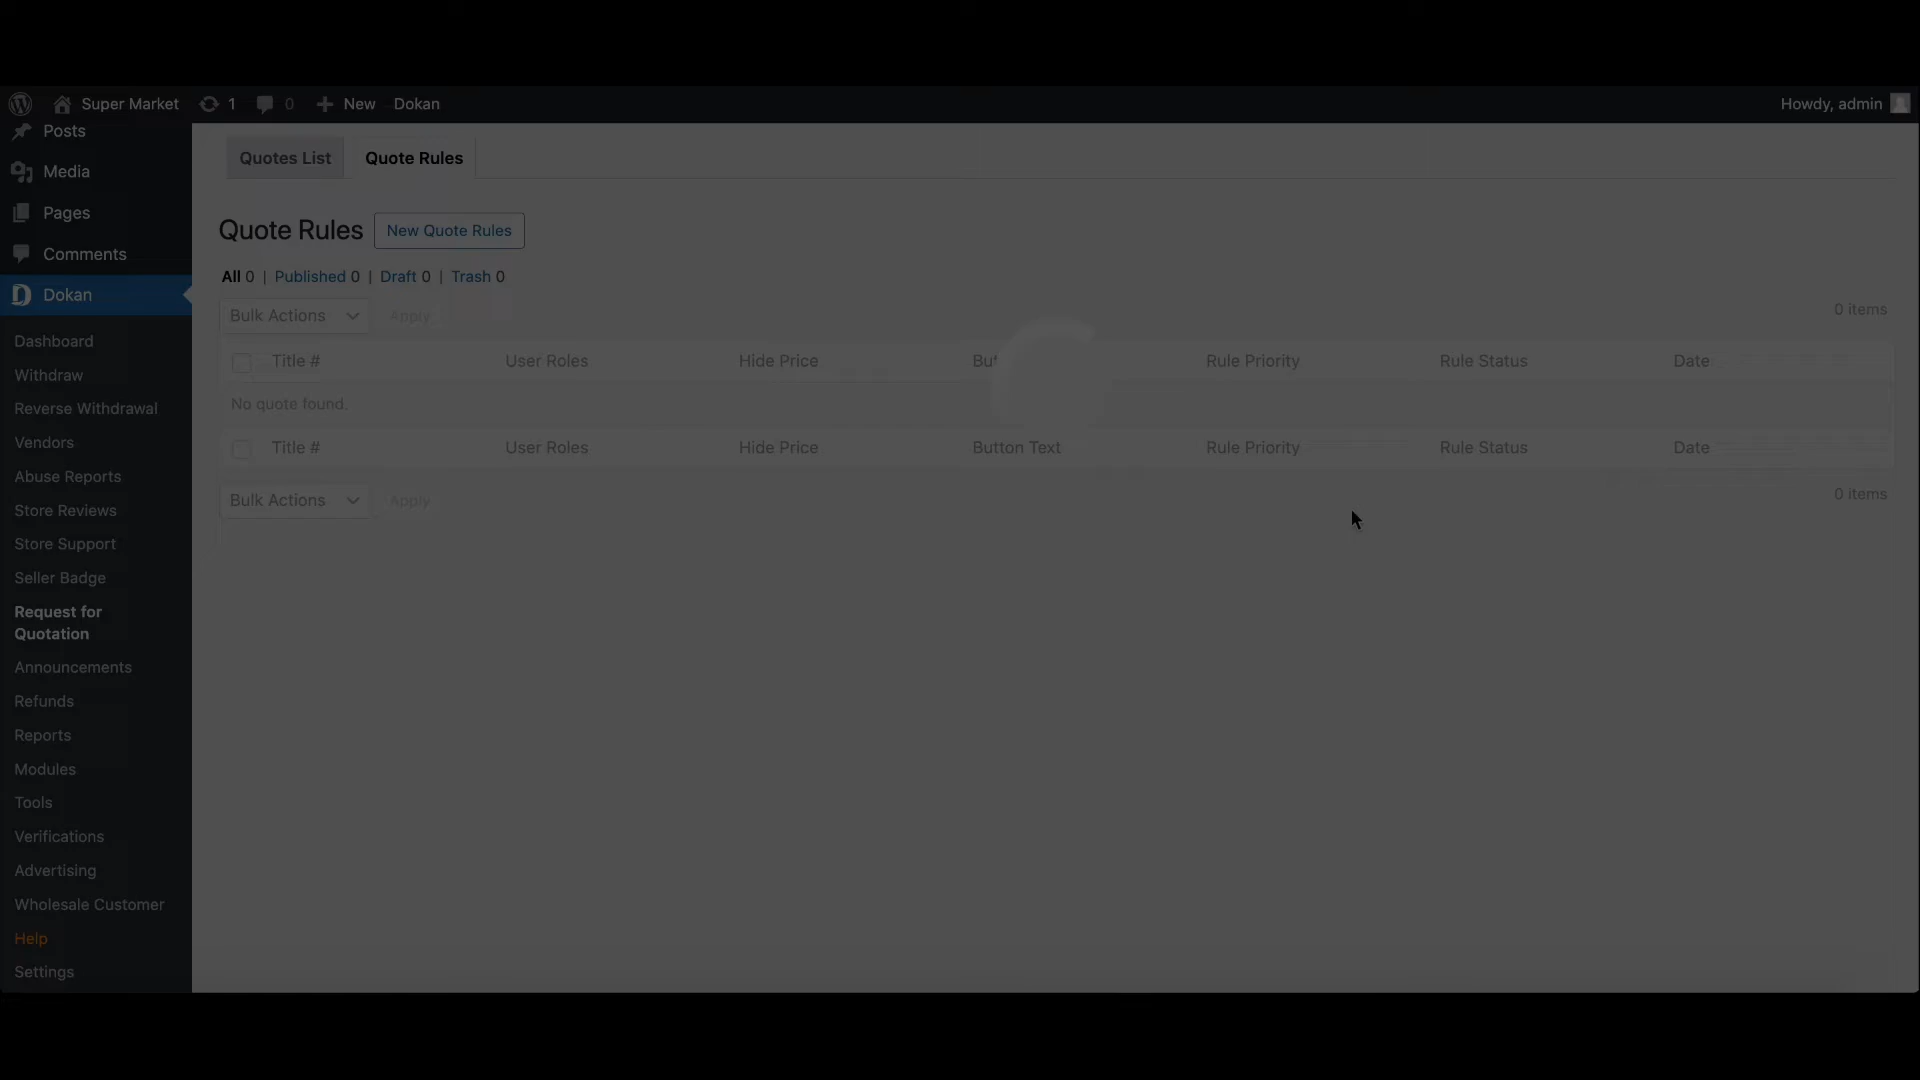 Super Market 1 0 New Dokan Howdy, admin
Posts
Media
Pages
Comments
Dokan
Dashboard
Withdraw
Reverse Withdrawal
Vendors
Abuse Reports
Store Reviews
Store Support
Seller Badge
Request for
Quotation
Announcements
Refunds
Reports
Modules
Tools
Verifications
Advertising
Wholesale Customer
Help
Settings
Quotes List Quote Rules
Quote Rules New Quote Rules
All 0 | Published 0 | Draft 0 | Trash 0
Bulk Actions Apply 0 items
Title # User Roles Hide Price But Rule Priority Rule Status Date
No quote found.
Title # User Roles Hide Price Button Text Rule Priority Rule Status Date
Bulk Actions Apply 0 items